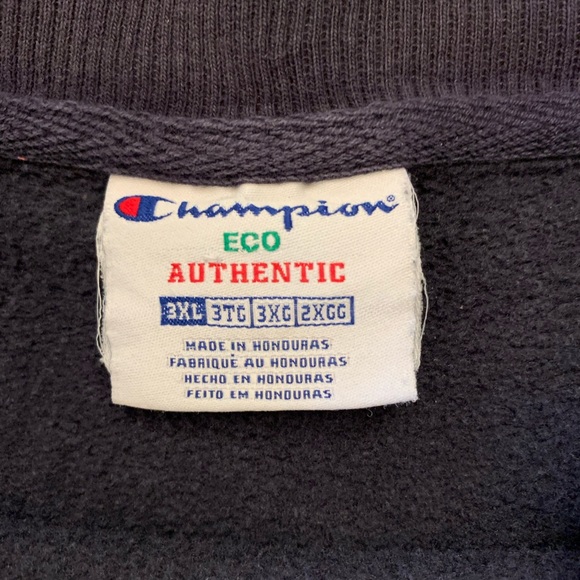 Champion®
ECO
AUTHENTIC
3XL 3TG 3XG 2XGG
MADE IN HONDURAS
FABRIQUÉ AU HONDURAS
HECHO EN HONDURAS
FEITO EM HONDURAS